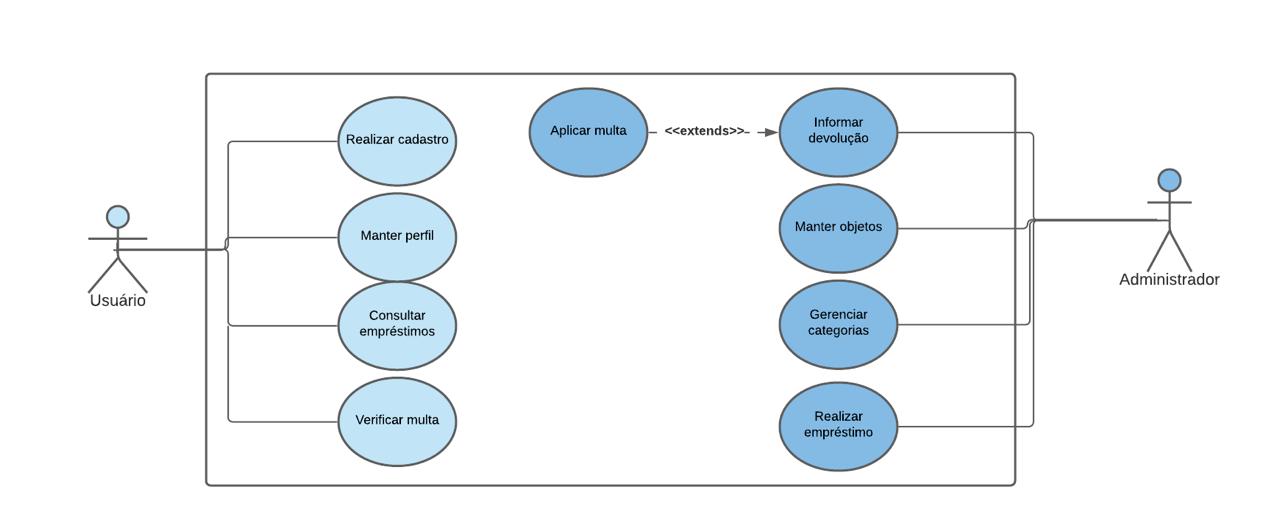 Realizar cadastro
Aplicar multa
<<extends>>
Informar
devolução
Manter perfil
Manter objetos
Usuário
Administrador
Consultar
empréstimos
Gerenciar
categorias
Verificar multa
Realizar
empréstimo